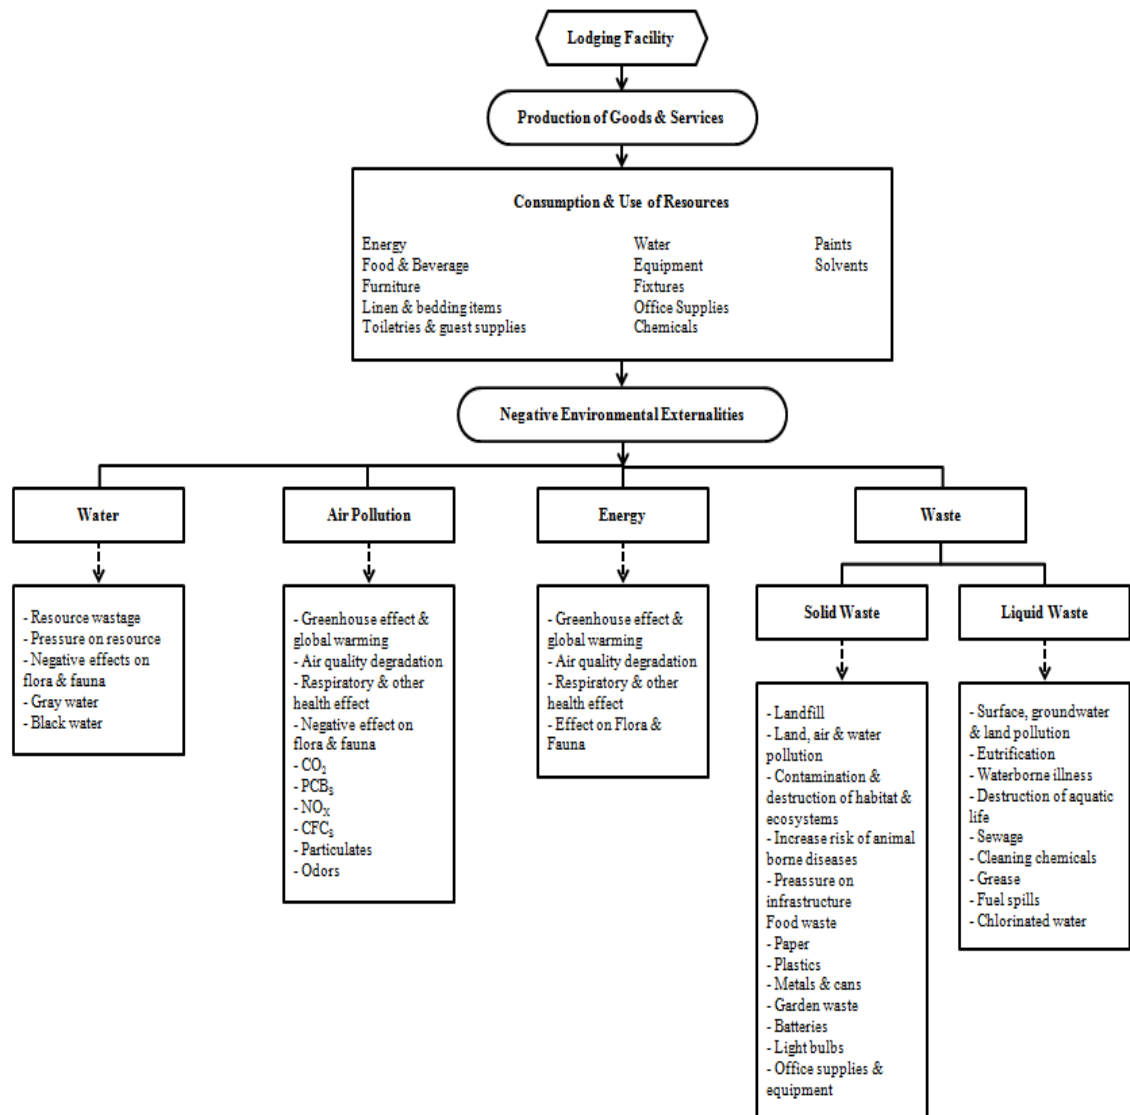 Lodging Facility
Production of Goods & Services
Consumption & Use of Resources
Energy
Food & Beverage
Furniture
Linen & bedding items
Toiletries & guest supplies
Water
Equipment
Fixtures
Office Supplies
Chemicals
Paints
Solvents
Negative Environmental Externalities
Water
- Resource wastage
- Pressure on resource
- Negative effects on
flora & fauna
- Gray water
- Black water
Air Pollution
- Greenhouse effect &
global warming
- Air quality degradation
- Respiratory & other
health effect
- Negative effect on
flora & fauna
- CO₂
- PCBₛ
- NOₓ
- CFCₛ
- Particulates
- Odors
Energy
- Greenhouse effect &
global warming
- Air quality degradation
- Respiratory & other
health effect
- Effect on Flora &
Fauna
Waste
Solid Waste
- Landfill
- Land, air & water
pollution
- Contamination &
destruction of habitat &
ecosystems
- Increase risk of animal
borne diseases
- Preassure on
infrastructure
Food waste
- Paper
- Plastics
- Metals & cans
- Garden waste
- Batteries
- Light bulbs
- Office supplies &
equipment
Liquid Waste
- Surface, groundwater
& land pollution
- Eutrification
- Waterborne illness
- Destruction of aquatic
life
- Sewage
- Cleaning chemicals
- Grease
- Fuel spills
- Chlorinated water